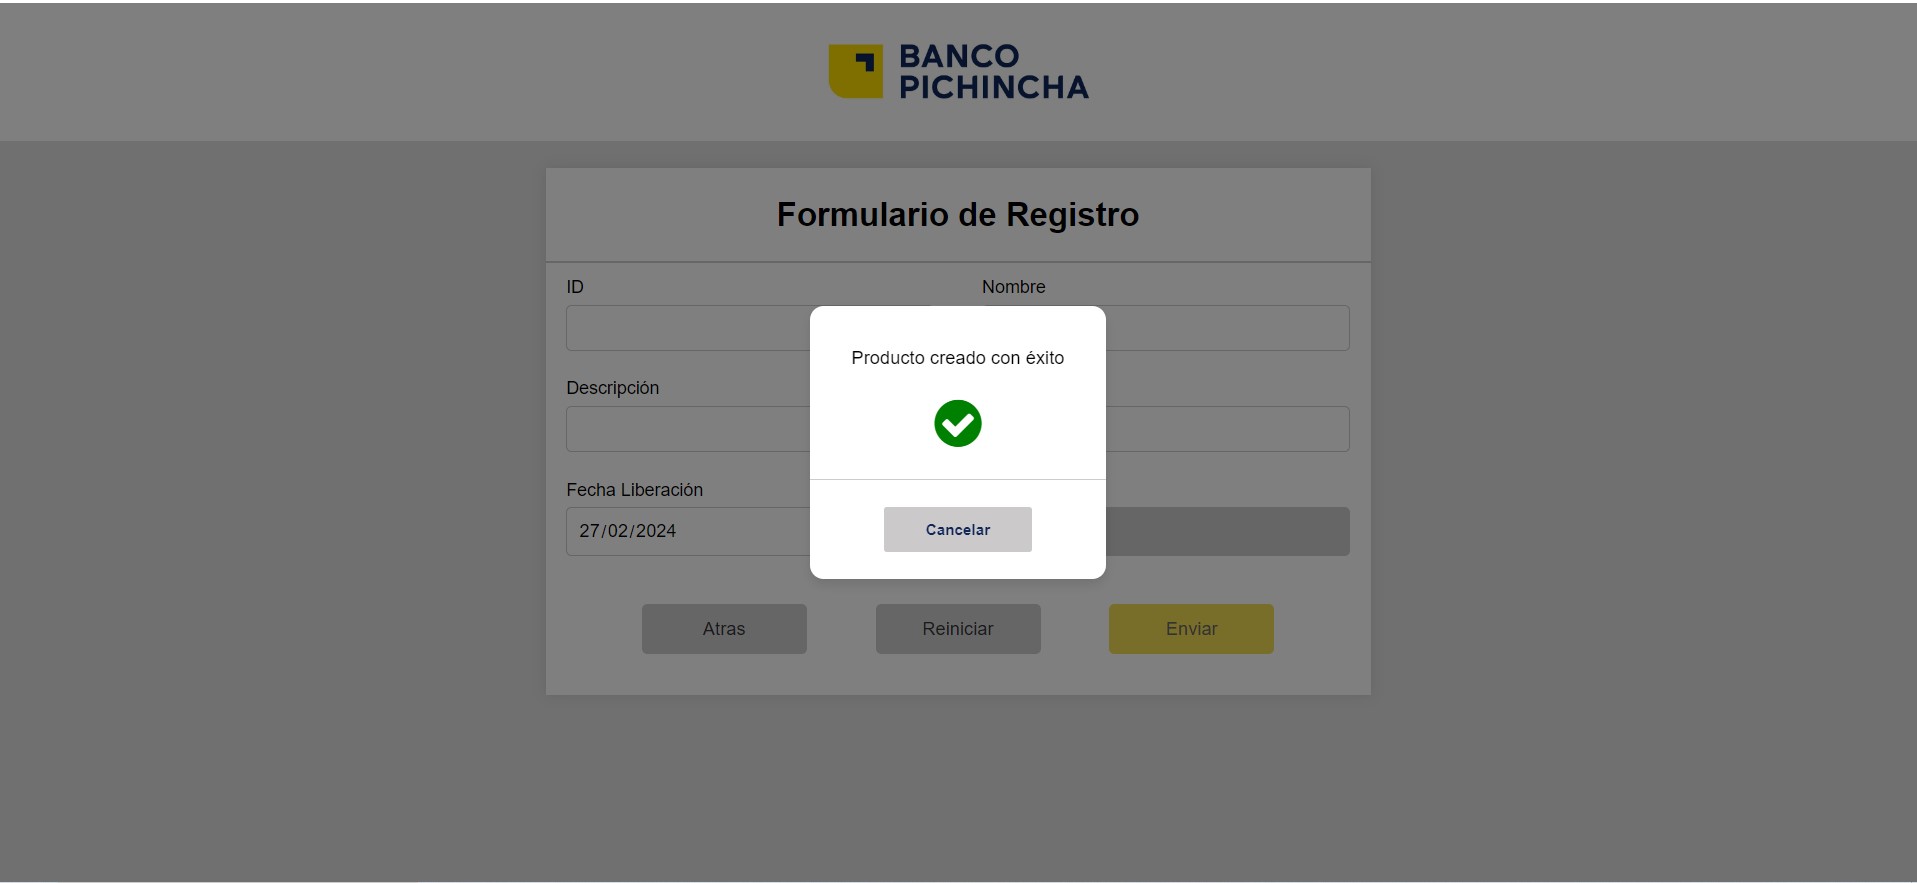 BANCO
PICHINCHA
Formulario de Registro
ID
Nombre
Producto creado con éxito
Descripción
Fecha Liberación
27/02/2024
Cancelar
Atras
Reiniciar
Enviar